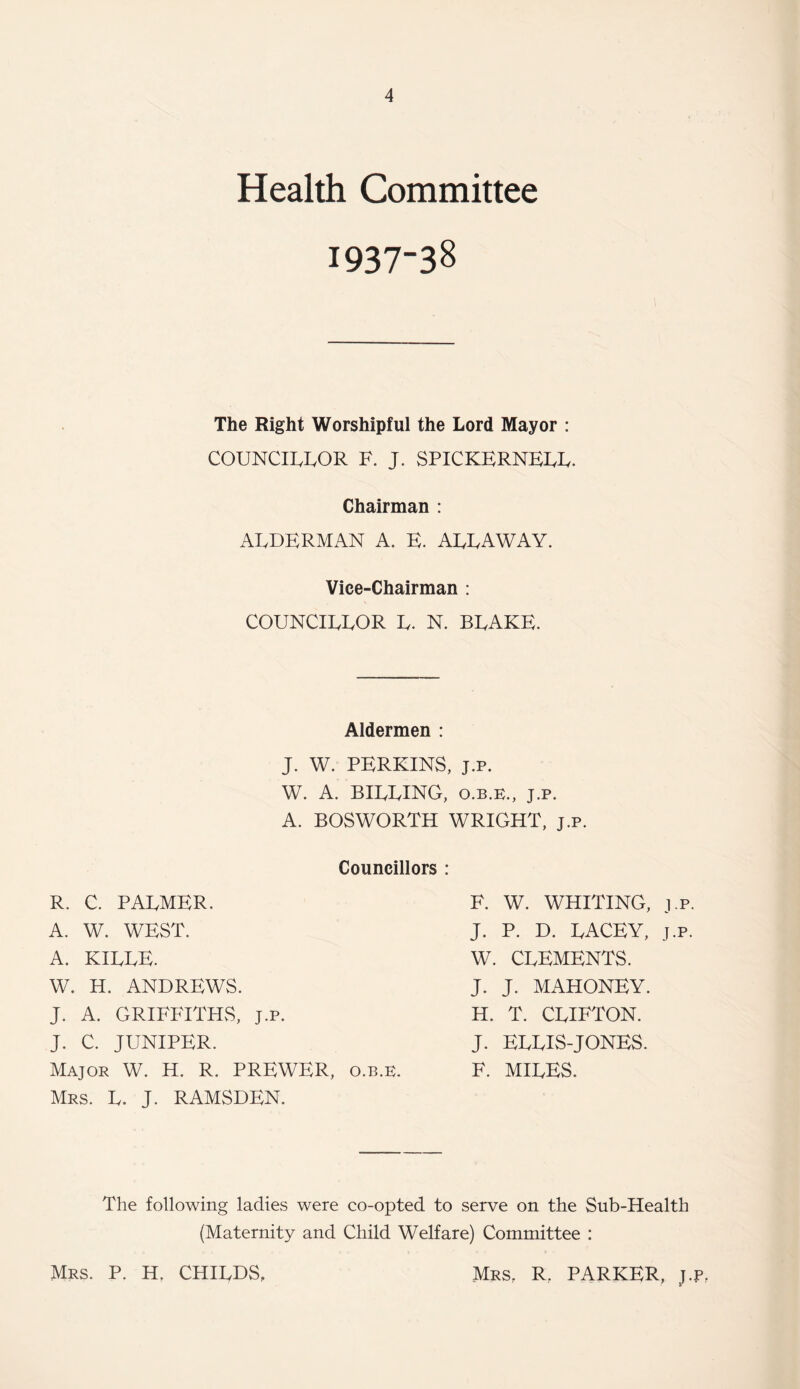 4
Health Committee
1937-38
The Right Worshipful the Lord Mayor :
COUNCILLOR F. J. SPICKERNELL.
Chairman :
ALDERMAN A. E. ALLAWAY.
Vice-Chairman :
COUNCILLOR L. N. BLAKE.
Aldermen :
J. W. PERKINS, J.P.
W. A. BILLING, O.B.E., J.P.
A. BOSWORTH WRIGHT, J.P.
Councillors :
R. C. PALMER.
A. W. WEST.
A. KILLE.
W. H. ANDREWS.
J. A. GRIFFITHS, J.P.
J. C. JUNIPER.
MAJOR W. H. R. PREWER, O.B.E.
MRS. L. J. RAMSDEN.
F. W. WHITING, J.P.
J. P. D. LACEY, J.P.
W. CLEMENTS.
J. J. MAHONEY.
H. T. CLIFTON.
J. ELLIS-JONES.
F. MILES.
The following ladies were co-opted to serve on the Sub-Health
(Maternity and Child Welfare) Committee :
MRS. P. H. CHILDS. MRS. R. PARKER, J.P.